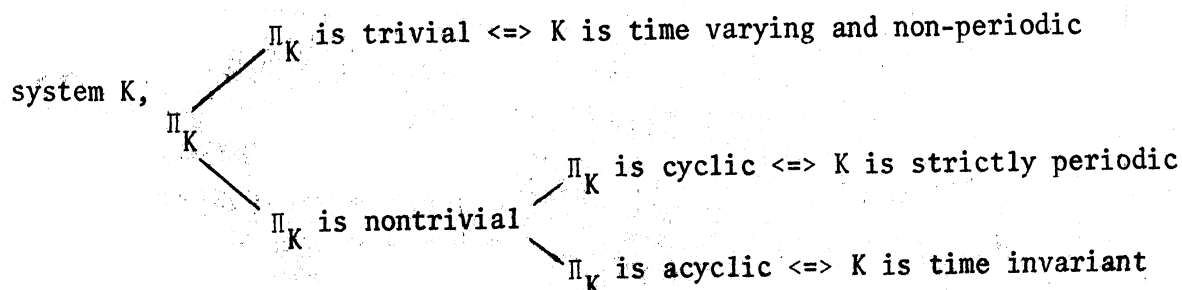 Π_K is trivial <=> K is time varying and non-periodic
system K,
Π_K
Π_K is cyclic <=> K is strictly periodic
Π_K is nontrivial
Π_K is acyclic <=> K is time invariant